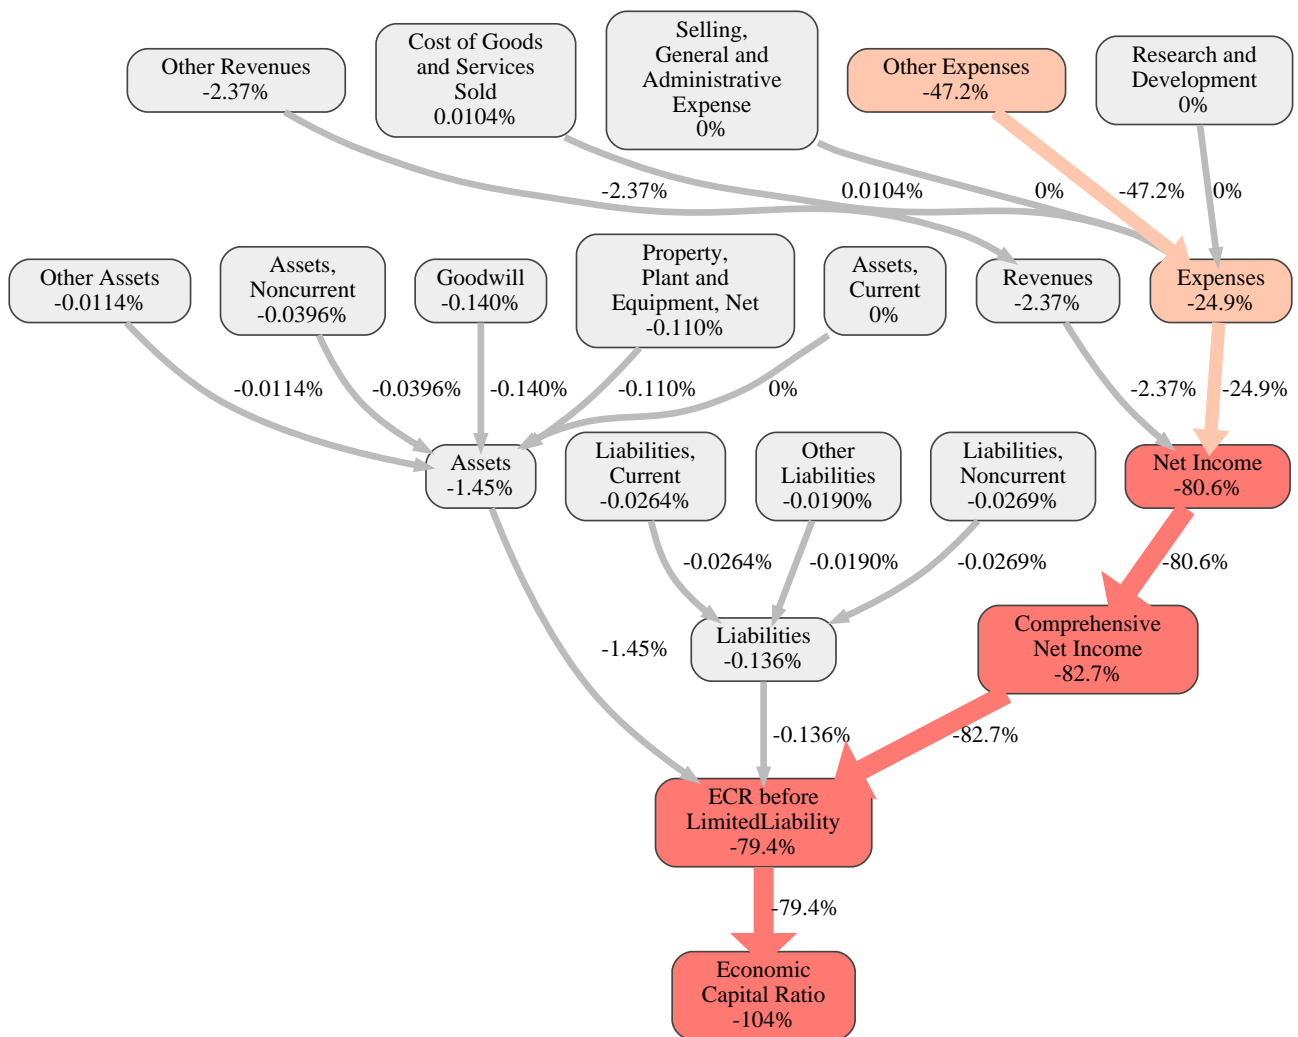 Other Revenues
-2.37%
Cost of Goods
and Services
Sold
0.0104%
Selling,
General and
Administrative
Expense
0%
Other Expenses
-47.2%
Research and
Development
0%
-2.37%
0.0104%
0%
-47.2%
0%
Other Assets
-0.0114%
Assets,
Noncurrent
-0.0396%
Goodwill
-0.140%
Property,
Plant and
Equipment, Net
-0.110%
Assets,
Current
0%
Revenues
-2.37%
Expenses
-24.9%
-0.0114%
-0.0396%
-0.140%
-0.110%
0%
-2.37%
-24.9%
Assets
-1.45%
Liabilities,
Current
-0.0264%
Other
Liabilities
-0.0190%
Liabilities,
Noncurrent
-0.0269%
Net Income
-80.6%
-0.0264%
-0.0190%
-0.0269%
-80.6%
-1.45%
Liabilities
-0.136%
Comprehensive
Net Income
-82.7%
-0.136%
-82.7%
ECR before
LimitedLiability
-79.4%
-79.4%
Economic
Capital Ratio
-104%